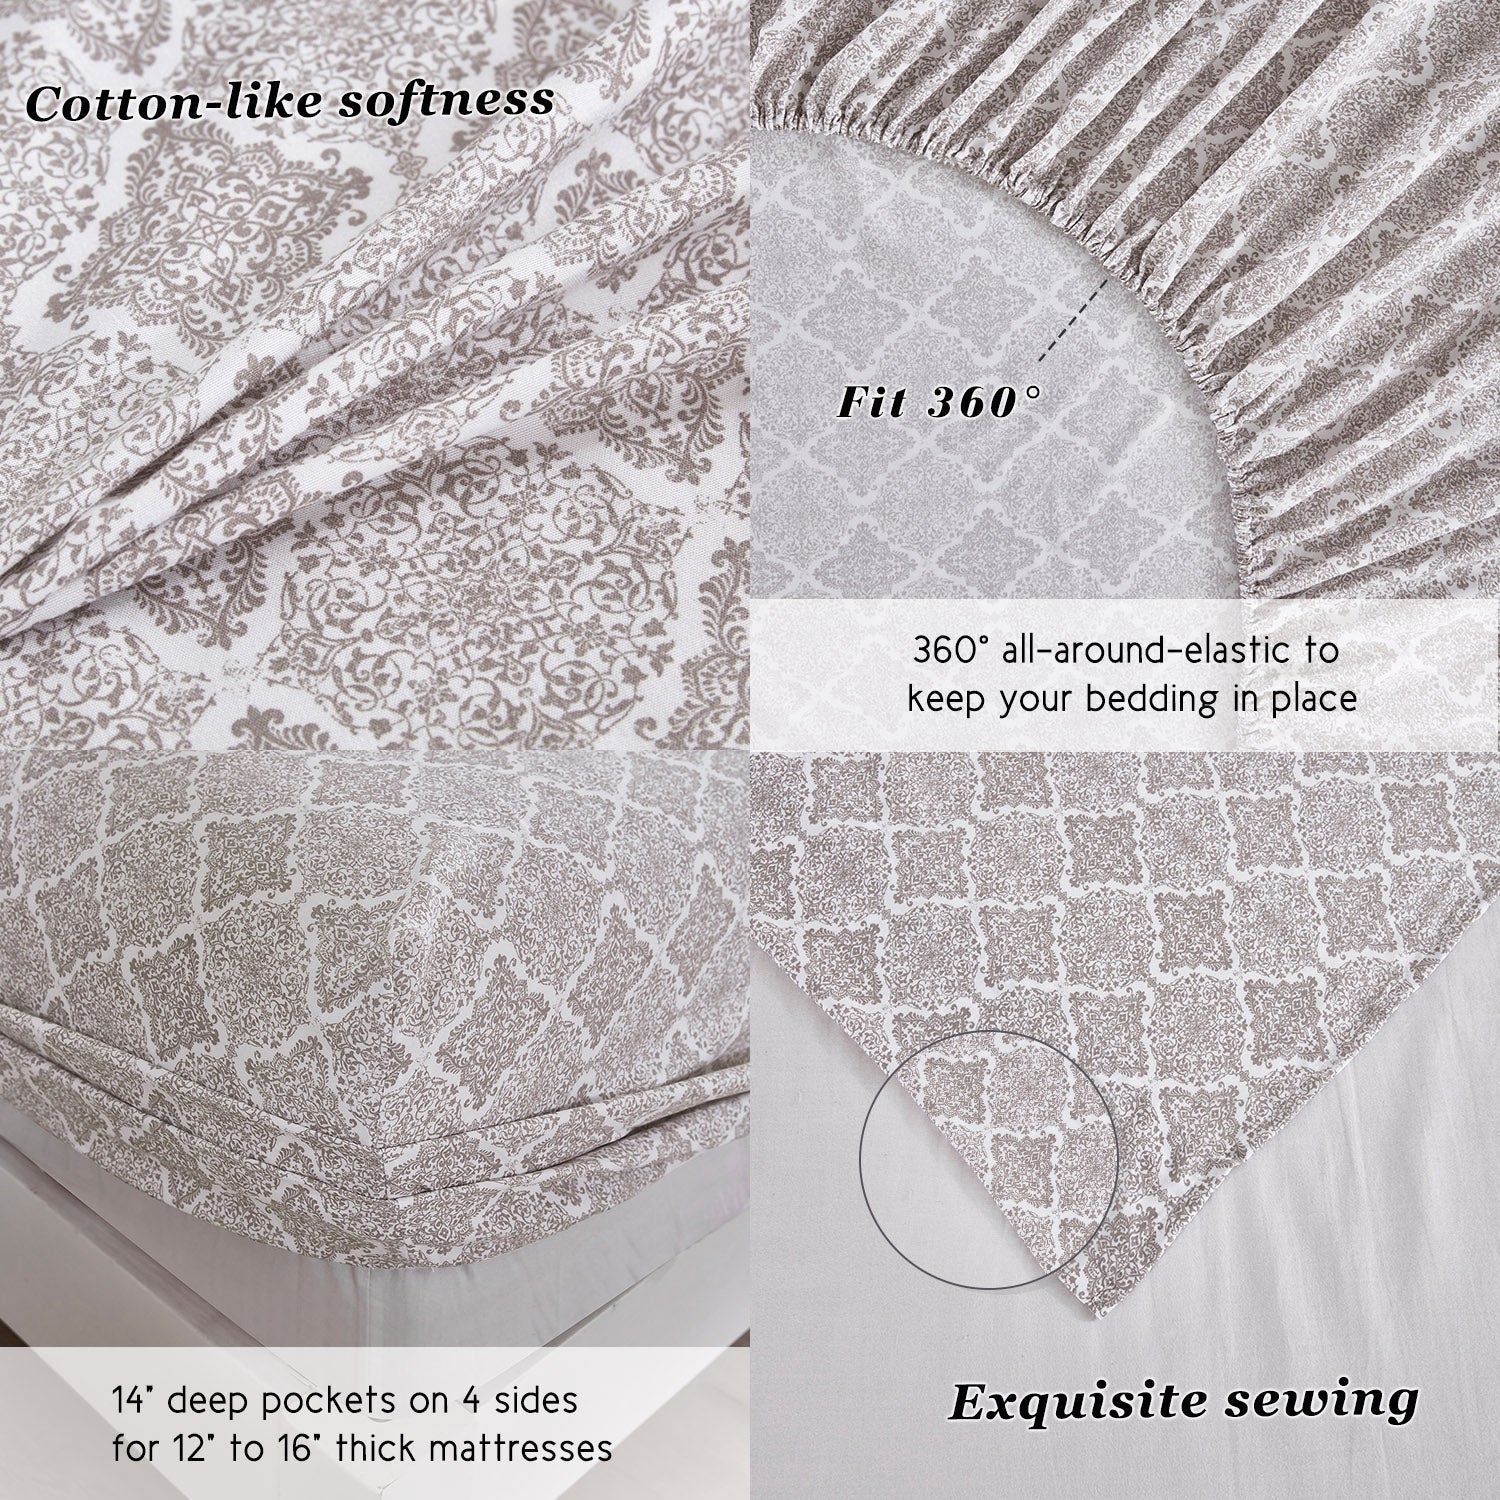 Cotton-like softness
Fit 360°
360° all-around-elastic to
keep your bedding in place
14" deep pockets on 4 sides
for 12" to 16" thick mattresses
Exquisite sewing